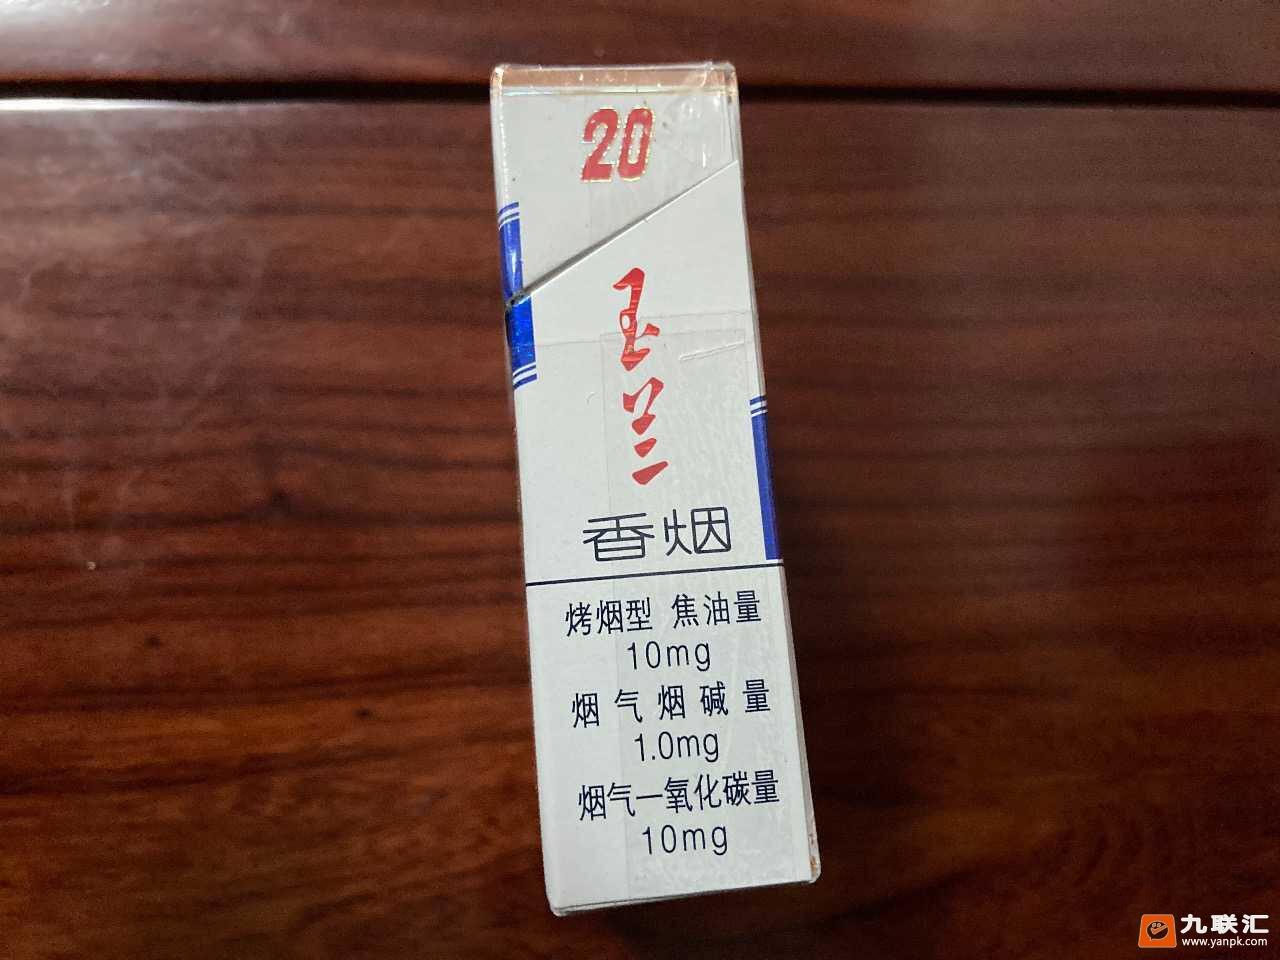 20
玉兰
香烟
烤烟型 焦油量
10mg
烟气烟碱量
1.0mg
烟气一氧化碳量
10mg
九联汇
www.yanpk.com